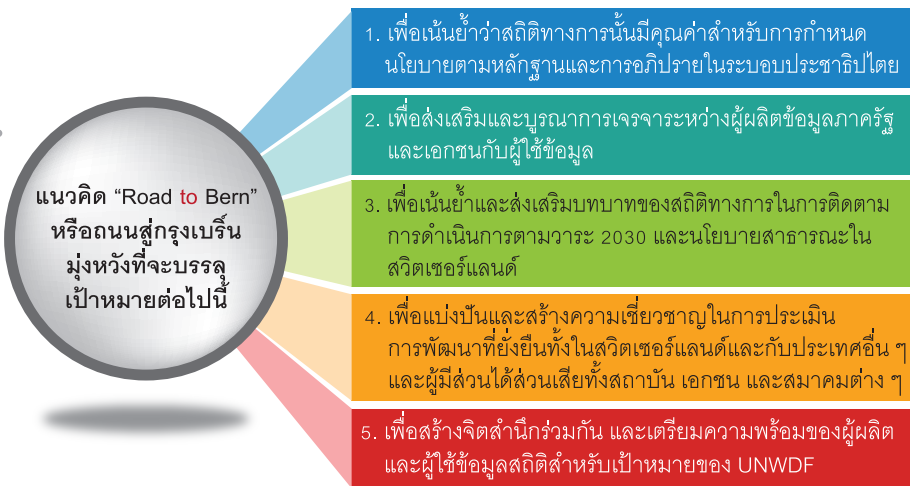 แนวคิด “Road to Bern”
หรือถนนสู่กรุงเบริ์น
มุ่งหวังที่จะบรรลุ
เป้าหมายต่อไปนี้
1. เพื่อเน้นย้ำว่าสถิติทางการนั้นมีคุณค่าสำหรับการกำหนด
นโยบายตามหลักฐานและการอภิปรายในระบอบประชาธิปไตย
2. เพื่อส่งเสริมและบูรณาการเจรจาระหว่างผู้ผลิตข้อมูลภาครัฐ
และเอกชนกับผู้ใช้ข้อมูล
3. เพื่อเน้นย้ำและส่งเสริมบทบาทของสถิติทางการในการติดตาม
การดำเนินการตามวาระ 2030 และนโยบายสาธารณะใน
สวิตเซอร์แลนด์
4. เพื่อแบ่งปันและสร้างความเชี่ยวชาญในการประเมิน
การพัฒนาที่ยั่งยืนทั้งในสวิตเซอร์แลนด์และกับประเทศอื่น ๆ
และผู้มีส่วนได้ส่วนเสียทั้งสถาบัน เอกชน และสมาคมต่าง ๆ
5. เพื่อสร้างจิตสำนึกร่วมกัน และเตรียมความพร้อมของผู้ผลิต
และผู้ใช้ข้อมูลสถิติสำหรับเป้าหมายของ UNWDF